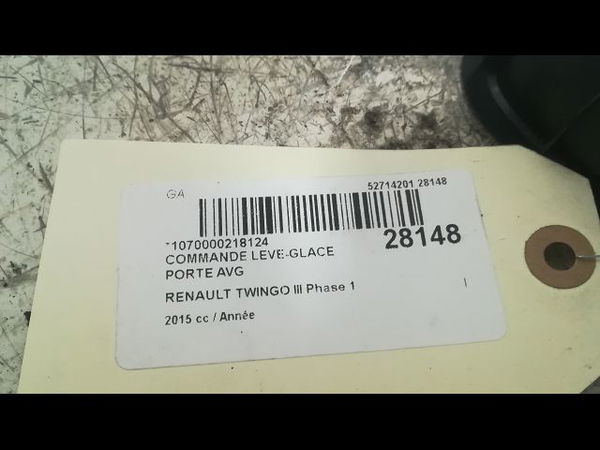 GA
52714201 28148
*1070000218124
28148
COMMANDE LEVE-GLACE
PORTE AVG
RENAULT TWINGO III Phase 1
2015 cc / Année